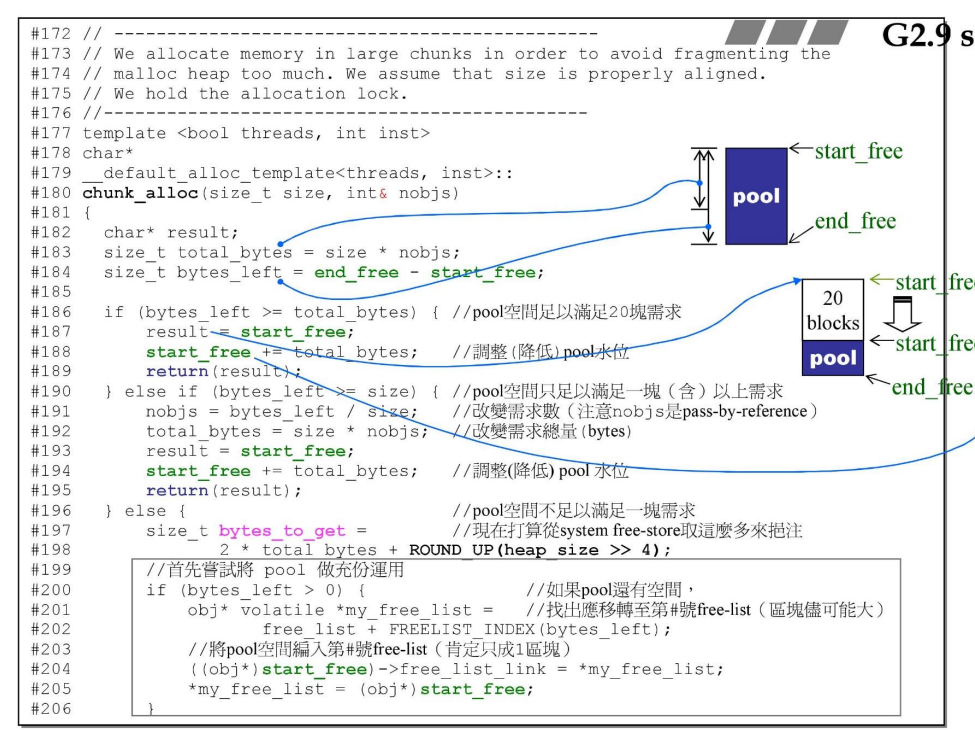 G2.9 s
#172 // ----------------------------------------------
#173 // We allocate memory in large chunks in order to avoid fragmenting the
#174 // malloc heap too much. We assume that size is properly aligned.
#175 // We hold the allocation lock.
#176 //----------------------------------------------
#177 template <bool threads, int inst>
#178 char*
#179 __default_alloc_template<threads, inst>::
#180 chunk_alloc(size_t size, int& nobjs)
#181 {
#182 char* result;
#183 size_t total_bytes = size * nobjs;
#184 size_t bytes_left = end_free - start_free;
#185
#186 if (bytes_left >= total_bytes) { //pool空間足以滿足20塊需求
#187 result = start_free;
#188 start_free += total_bytes; //調整(降低)pool水位
#189 return(result);
#190 } else if (bytes_left >= size) { //pool空間只足以滿足一塊（含）以上需求
#191 nobjs = bytes_left / size; //改變需求數（注意nobjs是pass-by-reference）
#192 total_bytes = size * nobjs; //改變需求總量(bytes)
#193 result = start_free;
#194 start_free += total_bytes; //調整(降低) pool 水位
#195 return(result);
#196 } else { //pool空間不足以滿足一塊需求
#197 size_t bytes_to_get = //現在打算從system free-store取這麼多來挹注
#198 2 * total_bytes + ROUND_UP(heap_size >> 4);
#199 //首先嘗試將 pool 做充份運用
#200 if (bytes_left > 0) { //如果pool還有空間，
#201 obj* volatile *my_free_list = //找出應移轉至第#號free-list（區塊儘可能大）
#202 free_list + FREELIST_INDEX(bytes_left);
#203 //將pool空間編入第#號free-list（肯定只成1區塊）
#204 ((obj*)start_free)->free_list_link = *my_free_list;
#205 *my_free_list = (obj*)start_free;
#206 }
start_free
pool
end_free
start_free
20
blocks
start_free
pool
end_free